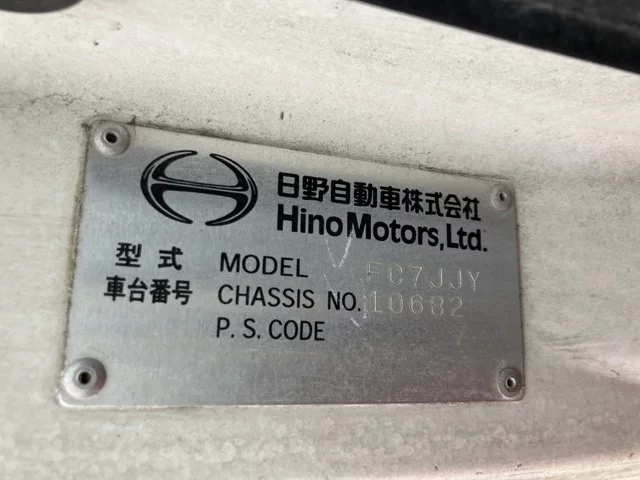 日野自動車株式会社
Hino Motors, Ltd.
型式 MODEL FC7JJY
車台番号 CHASSIS NO. 10682
P. S. CODE